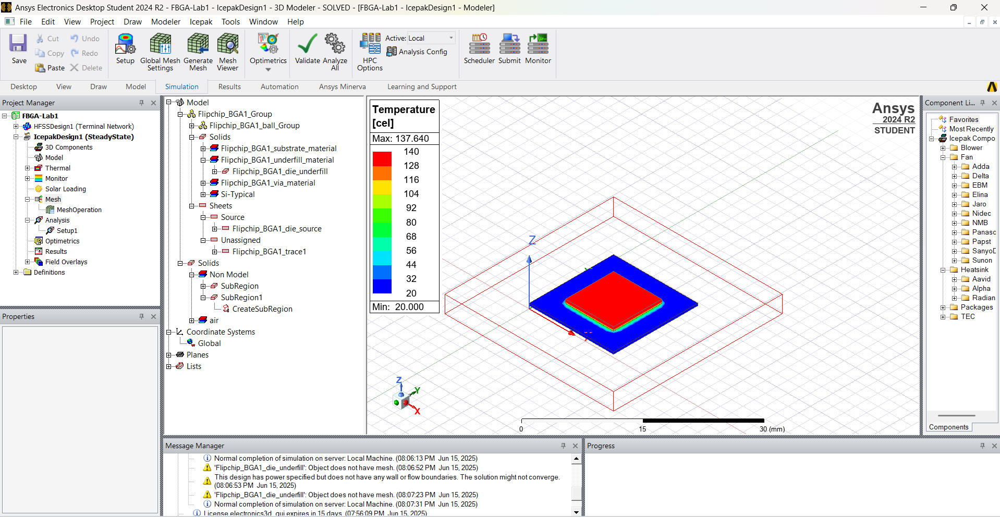 Ansys Electronics Desktop Student 2024 R2 - FBGA-Lab1 - IcepakDesign1 - 3D Modeler - SOLVED - [FBGA-Lab1 - IcepakDesign1 - Modeler]
File Edit View Project Draw Modeler Icepak Tools Window Help
Save
Cut
Copy
Paste
Undo
Redo
Delete
Setup
Global Mesh Settings
Generate Mesh
Mesh Viewer
Optimetrics
Validate
Analyze All
HPC Options
Active: Local
Analysis Config
Scheduler
Submit
Monitor
Desktop View Draw Model Simulation Results Automation Ansys Minerva Learning and Support
Project Manager
FBGA-Lab1
HFSSDesign1 (Terminal Network)
IcepakDesign1 (SteadyState)
3D Components
Model
Thermal
Monitor
Solar Loading
Mesh
MeshOperation
Analysis
Setup1
Optimetrics
Results
Field Overlays
Definitions
Properties
Model
Flipchip_BGA1_Group
Flipchip_BGA1_ball_Group
Solids
Flipchip_BGA1_substrate_material
Flipchip_BGA1_underfill_material
Flipchip_BGA1_die_underfill
Flipchip_BGA1_via_material
Si-Typical
Sheets
Source
Flipchip_BGA1_die_source
Unassigned
Flipchip_BGA1_trace1
Solids
Non Model
SubRegion
SubRegion1
CreateSubRegion
air
Coordinate Systems
Global
Planes
Lists
Temperature
[cel]
Max: 137.640
140
128
116
104
92
80
68
56
44
32
20
Min: 20.000
Ansys
2024 R2
STUDENT
Z
Z
Y
X
0 15 30 (mm)
Component Li...
Favorites
Most Recently
Icepak Compo
Blower
Fan
Adda
Delta
EBM
Elina
Jaro
Nidec
NMB
Panasc
Papst
Sunon
Heatsink
Aavid
Alpha
Radian
Packages
TEC
Components
Message Manager
Normal completion of simulation on server: Local Machine. (08:06:13 PM Jun 15, 2025)
'Flipchip_BGA1_die_underfill': Object does not have mesh. (08:06:52 PM Jun 15, 2025)
This design has power specified but does not have any wall or flow boundaries. The solution might not converge.
(08:06:53 PM Jun 15, 2025)
'Flipchip_BGA1_die_underfill': Object does not have mesh. (08:07:23 PM Jun 15, 2025)
Normal completion of simulation on server: Local Machine. (08:07:31 PM Jun 15, 2025)
License electronics3d_gui expires in 15 days. (07:56:09 PM Jun 15, 2025)
Progress